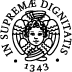 IN SUPREMÆ DIGNITATIS
· 1343 ·